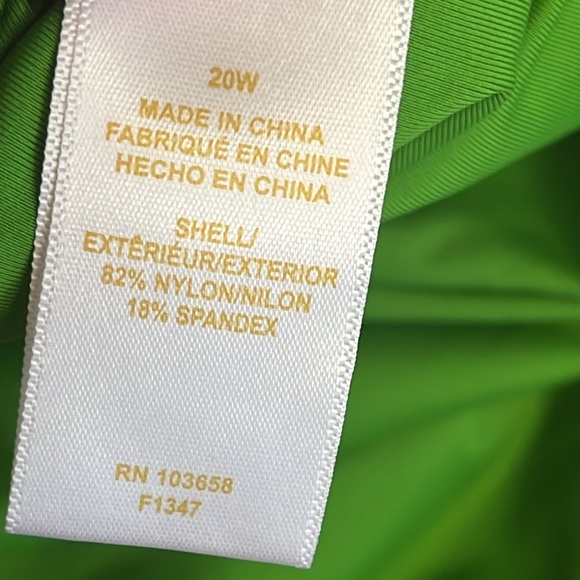 20W
MADE IN CHINA
FABRIQUÉ EN CHINE
HECHO EN CHINA
SHELL/
EXTÉRIÉUR/EXTERIOR
82% NYLON/NILON
18% SPANDEX
RN 103658
F1347